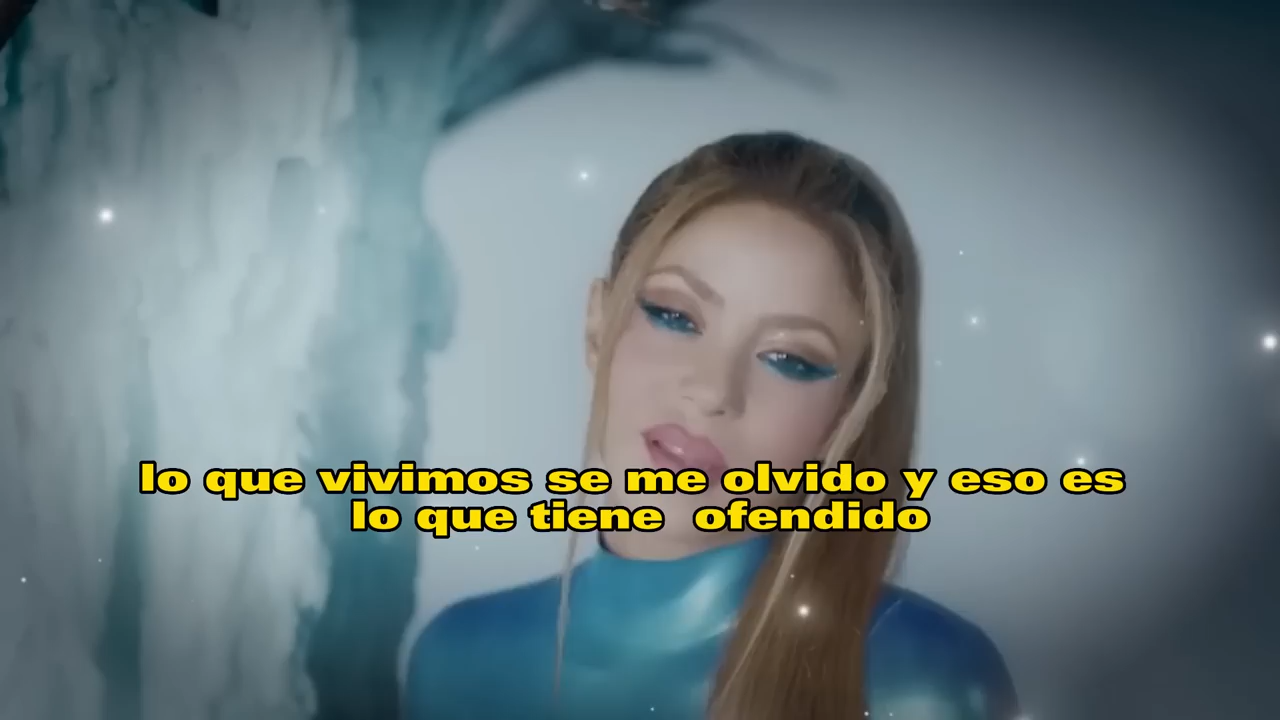 lo que vivimos se me olvido y eso es
lo que tiene ofendido